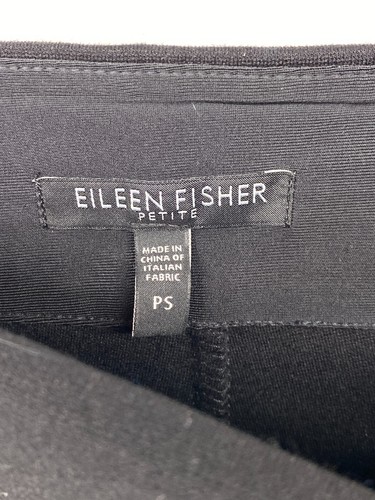 EILEEN FISHER
PETITE
MADE IN
CHINA OF
ITALIAN
FABRIC
PS